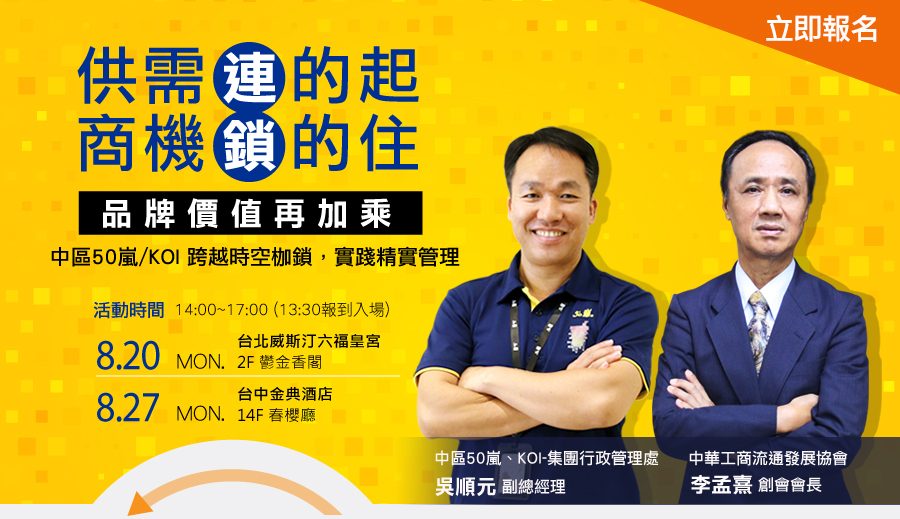 立即報名
供需連的起
商機鎖的住
品牌價值再加乘
中區50嵐/KOI 跨越時空枷鎖，實踐精實管理
活動時間 14:00~17:00 (13:30報到入場)
8.20 MON. 台北威斯汀六福皇宮
2F 鬱金香閣
8.27 MON. 台中金典酒店
14F 春櫻廳
中區50嵐、KOI-集團行政管理處
吳順元 副總經理
中華工商流通發展協會
李孟熹 創會會長